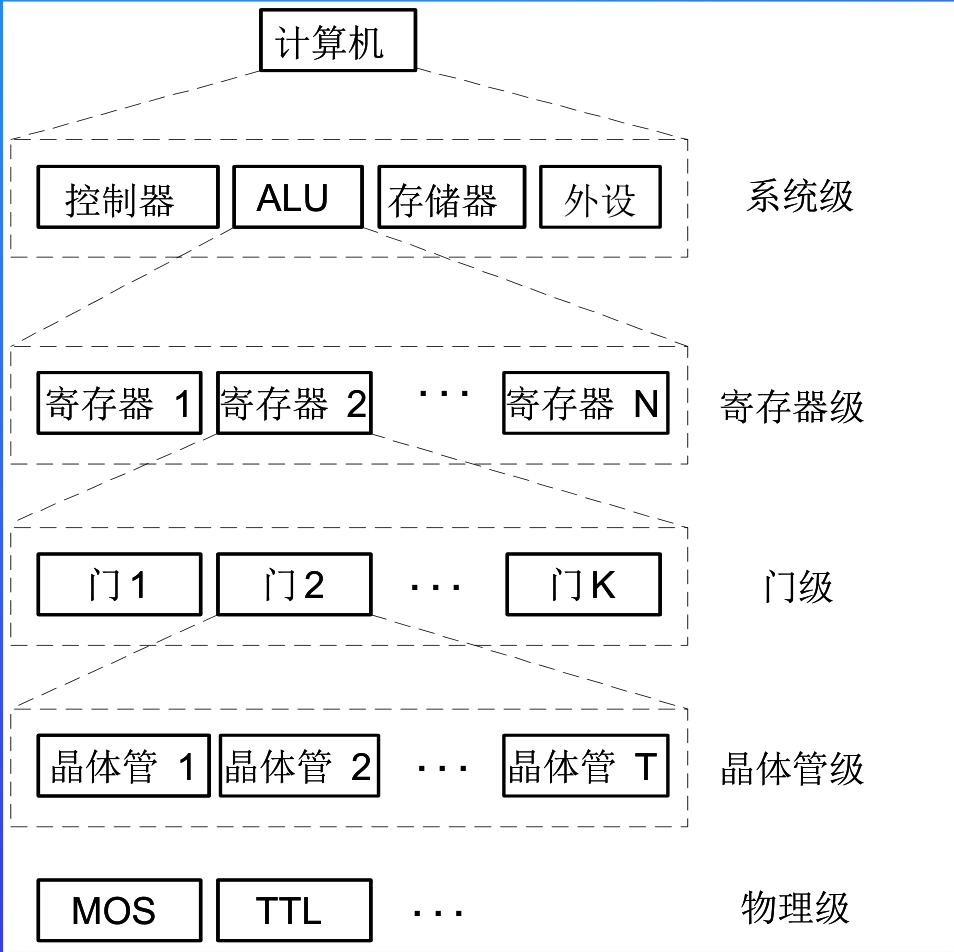 计算机
控制器 ALU 存储器 外设 系统级
寄存器 1 寄存器 2 ··· 寄存器 N 寄存器级
门1 门2 ··· 门K 门级
晶体管 1 晶体管 2 ··· 晶体管 T 晶体管级
MOS TTL ··· 物理级